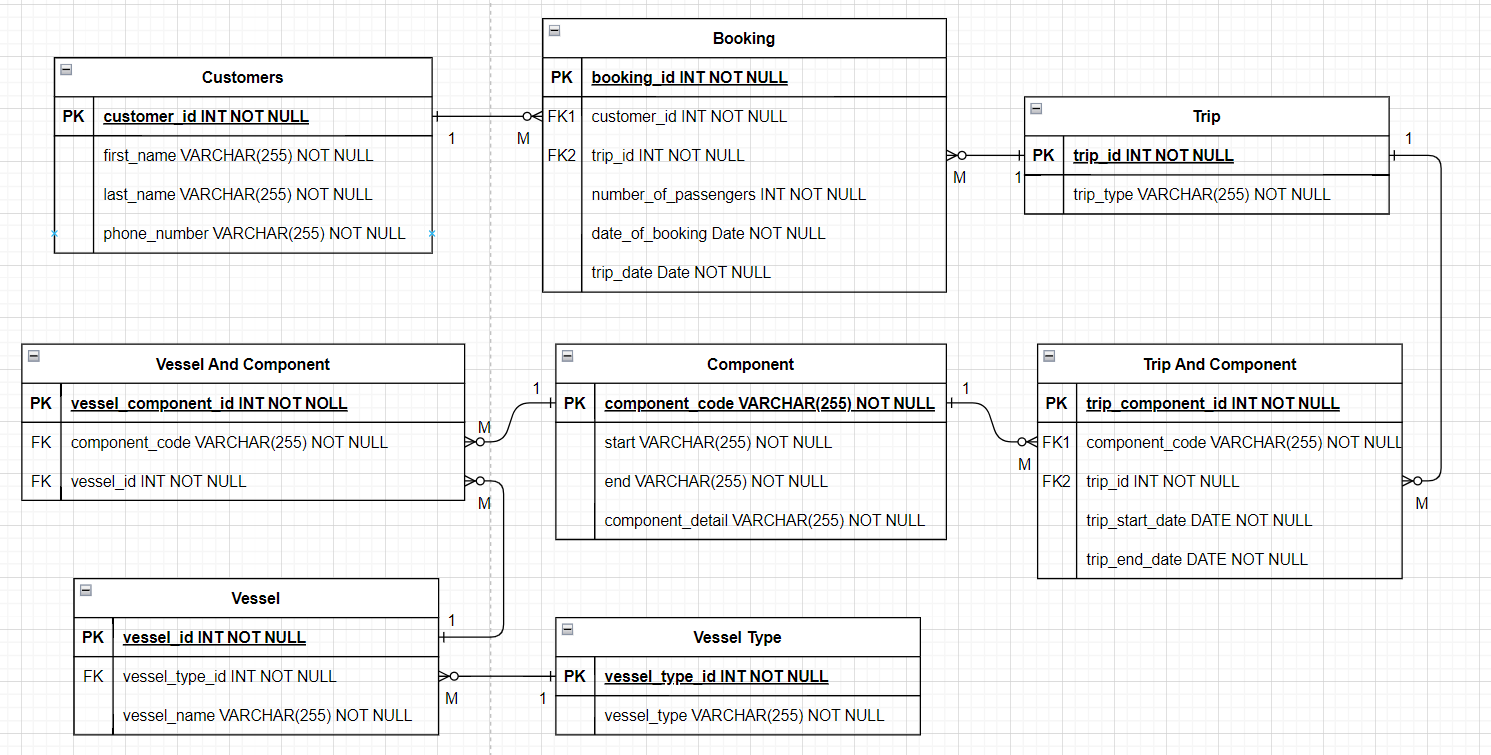 Booking
PK booking_id INT NOT NULL
FK1 customer_id INT NOT NULL
FK2 trip_id INT NOT NULL
number_of_passengers INT NOT NULL
date_of_booking Date NOT NULL
trip_date Date NOT NULL
Customers
PK customer_id INT NOT NULL
first_name VARCHAR(255) NOT NULL
last_name VARCHAR(255) NOT NULL
phone_number VARCHAR(255) NOT NULL
1
M
Trip
PK trip_id INT NOT NULL
trip_type VARCHAR(255) NOT NULL
M
1
1
Vessel And Component
PK vessel_component_id INT NOT NOLL
FK component_code VARCHAR(255) NOT NULL
FK vessel_id INT NOT NULL
M
M
1
Component
PK component_code VARCHAR(255) NOT NULL
start VARCHAR(255) NOT NULL
end VARCHAR(255) NOT NULL
component_detail VARCHAR(255) NOT NULL
1
M
Trip And Component
PK trip_component_id INT NOT NULL
FK1 component_code VARCHAR(255) NOT NULL
FK2 trip_id INT NOT NULL
trip_start_date DATE NOT NULL
trip_end_date DATE NOT NULL
M
Vessel
PK vessel_id INT NOT NULL
FK vessel_type_id INT NOT NULL
vessel_name VARCHAR(255) NOT NULL
1
M
1
Vessel Type
PK vessel_type_id INT NOT NULL
vessel_type VARCHAR(255) NOT NULL